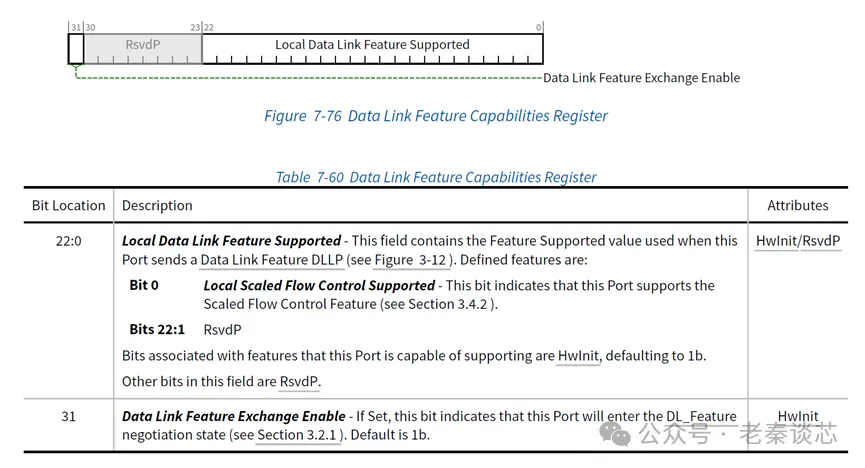 31 30 23 22 0
RsvdP Local Data Link Feature Supported
Data Link Feature Exchange Enable
Figure 7-76 Data Link Feature Capabilities Register
Table 7-60 Data Link Feature Capabilities Register
Bit Location Description Attributes
22:0 Local Data Link Feature Supported - This field contains the Feature Supported value used when this HwInit/RsvdP
Port sends a Data Link Feature DLLP (see Figure 3-12 ). Defined features are:
Bit 0 Local Scaled Flow Control Supported - This bit indicates that this Port supports the
Scaled Flow Control Feature (see Section 3.4.2 ).
Bits 22:1 RsvdP
Bits associated with features that this Port is capable of supporting are HwInit, defaulting to 1b.
Other bits in this field are RsvdP.
31 Data Link Feature Exchange Enable - If Set, this bit indicates that this Port will enter the DL_Feature HwInit
negotiation state (see Section 3.2.1 ). Default is 1b.
公众号 · 老秦谈芯